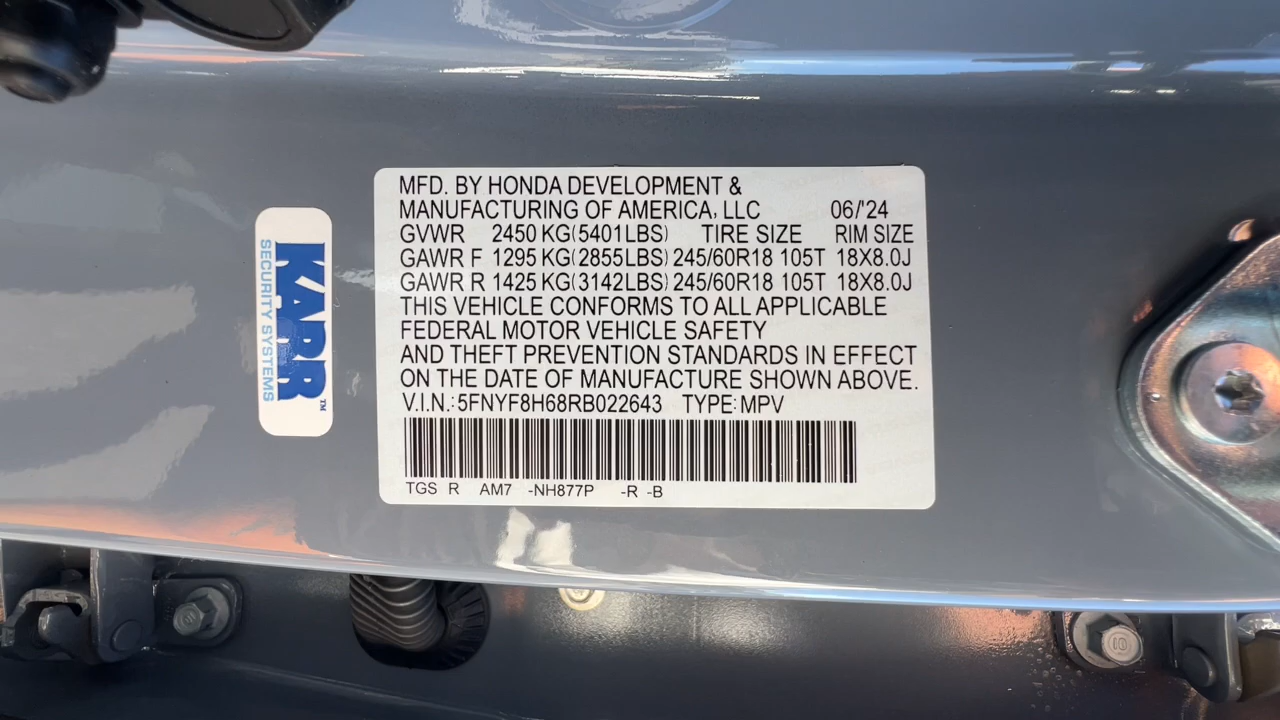 MFD. BY HONDA DEVELOPMENT &
MANUFACTURING OF AMERICA, LLC 06/'24
GVWR 2450 KG(5401LBS) TIRE SIZE RIM SIZE
GAWR F 1295 KG(2855LBS) 245/60R18 105T 18X8.0J
GAWR R 1425 KG(3142LBS) 245/60R18 105T 18X8.0J
THIS VEHICLE CONFORMS TO ALL APPLICABLE
FEDERAL MOTOR VEHICLE SAFETY
AND THEFT PREVENTION STANDARDS IN EFFECT
ON THE DATE OF MANUFACTURE SHOWN ABOVE.
V.I.N.: 5FNYF8H68RB022643 TYPE: MPV
TGS R AM7 -NH877P -R -B
KARR™
SECURITY SYSTEMS
10